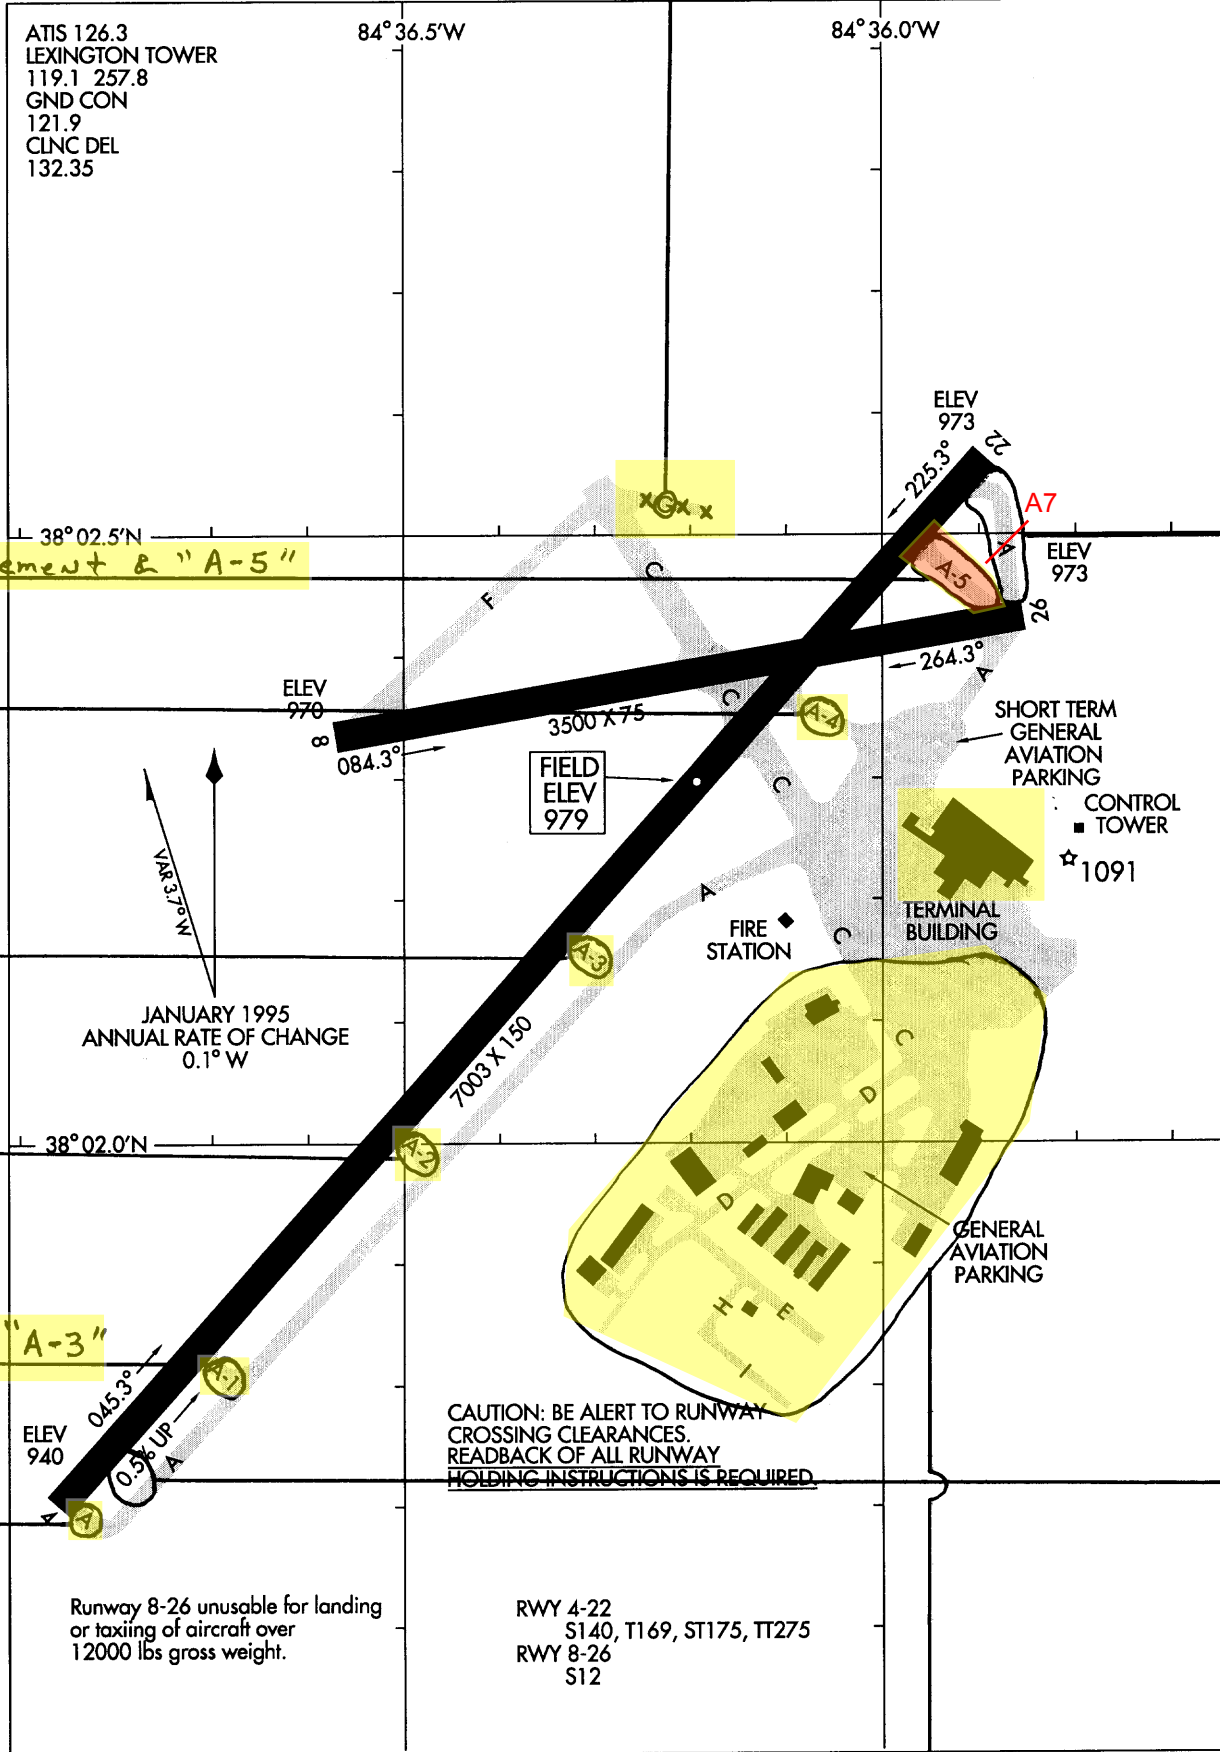 ATIS 126.3
LEXINGTON TOWER
119.1 257.8
GND CON
121.9
CLNC DEL
132.35
84°36.5'W
84°36.0'W
ELEV
973
22
225.3°
A7
G
38°02.5'N
ement & "A-5"
A-5
A
ELEV
973
26
C
F
264.3°
A
ELEV
970
8
084.3°
3500 X 75
C
A-4
SHORT TERM
GENERAL
AVIATION
PARKING
FIELD
ELEV
979
C
CONTROL
TOWER
1091
VAR 3.7° W
A
TERMINAL
BUILDING
FIRE
STATION
C
A-3
JANUARY 1995
ANNUAL RATE OF CHANGE
0.1° W
7003 X 150
C
D
38°02.0'N
A-2
D
GENERAL
AVIATION
PARKING
H
E
I
"A-3"
A-1
045.3°
0.5% UP
A
ELEV
940
4
A
CAUTION: BE ALERT TO RUNWAY
CROSSING CLEARANCES.
READBACK OF ALL RUNWAY
HOLDING INSTRUCTIONS IS REQUIRED.
Runway 8-26 unusable for landing
or taxiing of aircraft over
12000 lbs gross weight.
RWY 4-22
S140, T169, ST175, TT275
RWY 8-26
S12